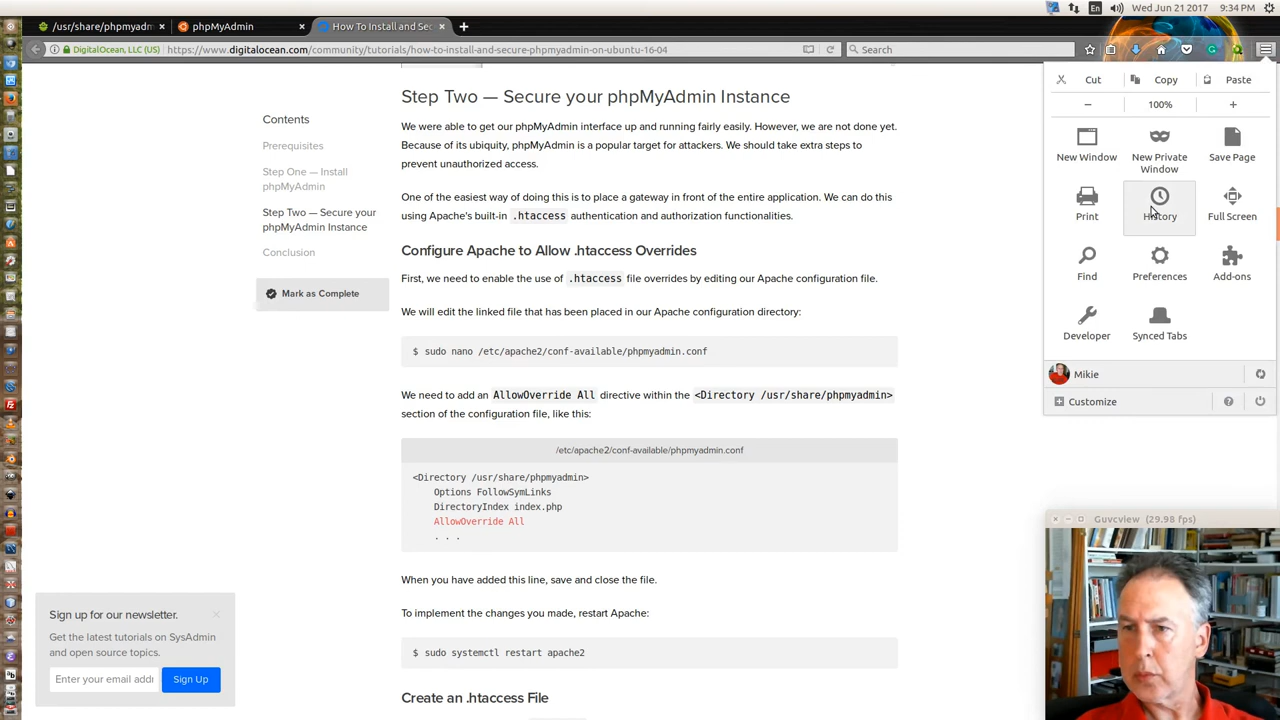 En
Wed Jun 21 2017
9:34 PM
/usr/share/phpmyadm
phpMyAdmin
How To Install and Sec
DigitalOcean, LLC (US)
https://www.digitalocean.com/community/tutorials/how-to-install-and-secure-phpmyadmin-on-ubuntu-16-04
Search
Contents
Prerequisites
Step One — Install
phpMyAdmin
Step Two — Secure your
phpMyAdmin Instance
Conclusion
Mark as Complete
Step Two — Secure your phpMyAdmin Instance
We were able to get our phpMyAdmin interface up and running fairly easily. However, we are not done yet.
Because of its ubiquity, phpMyAdmin is a popular target for attackers. We should take extra steps to
prevent unauthorized access.
One of the easiest way of doing this is to place a gateway in front of the entire application. We can do this
using Apache's built-in .htaccess authentication and authorization functionalities.
Configure Apache to Allow .htaccess Overrides
First, we need to enable the use of .htaccess file overrides by editing our Apache configuration file.
We will edit the linked file that has been placed in our Apache configuration directory:
$ sudo nano /etc/apache2/conf-available/phpmyadmin.conf
We need to add an AllowOverride All directive within the <Directory /usr/share/phpmyadmin>
section of the configuration file, like this:
/etc/apache2/conf-available/phpmyadmin.conf
<Directory /usr/share/phpmyadmin>
Options FollowSymLinks
DirectoryIndex index.php
AllowOverride All
. . .
When you have added this line, save and close the file.
To implement the changes you made, restart Apache:
$ sudo systemctl restart apache2
Create an .htaccess File
Sign up for our newsletter.
Get the latest tutorials on SysAdmin
and open source topics.
Enter your email addr
Sign Up
Cut
Copy
Paste
100%
New Window
New Private
Window
Save Page
Print
History
Full Screen
Find
Preferences
Add-ons
Developer
Synced Tabs
Mikie
Customize
Guvcview (29.98 fps)